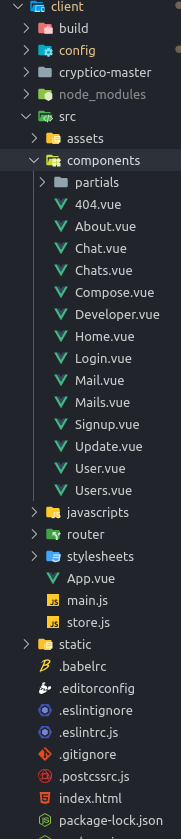 client
build
config
cryptico-master
node_modules
src
assets
components
partials
404.vue
About.vue
Chat.vue
Chats.vue
Compose.vue
Developer.vue
Home.vue
Login.vue
Mail.vue
Mails.vue
Signup.vue
Update.vue
User.vue
Users.vue
javascripts
router
stylesheets
App.vue
JS main.js
JS store.js
static
.babelrc
.editorconfig
.eslintignore
.eslintrc.js
.gitignore
.postcssrc.js
index.html
package-lock.json